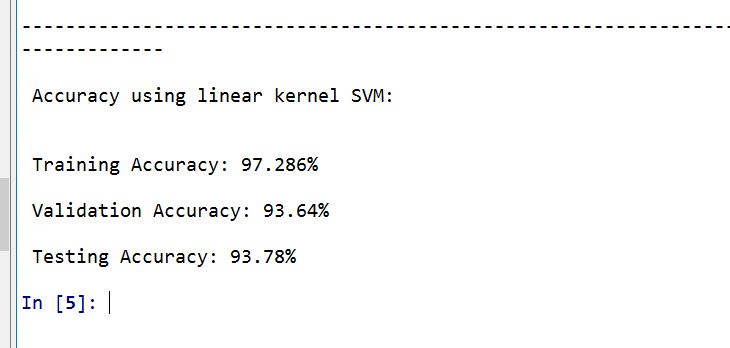 -----------------------------------------------------------------
-------------
Accuracy using linear kernel SVM:
Training Accuracy: 97.286%
Validation Accuracy: 93.64%
Testing Accuracy: 93.78%
In [5]: